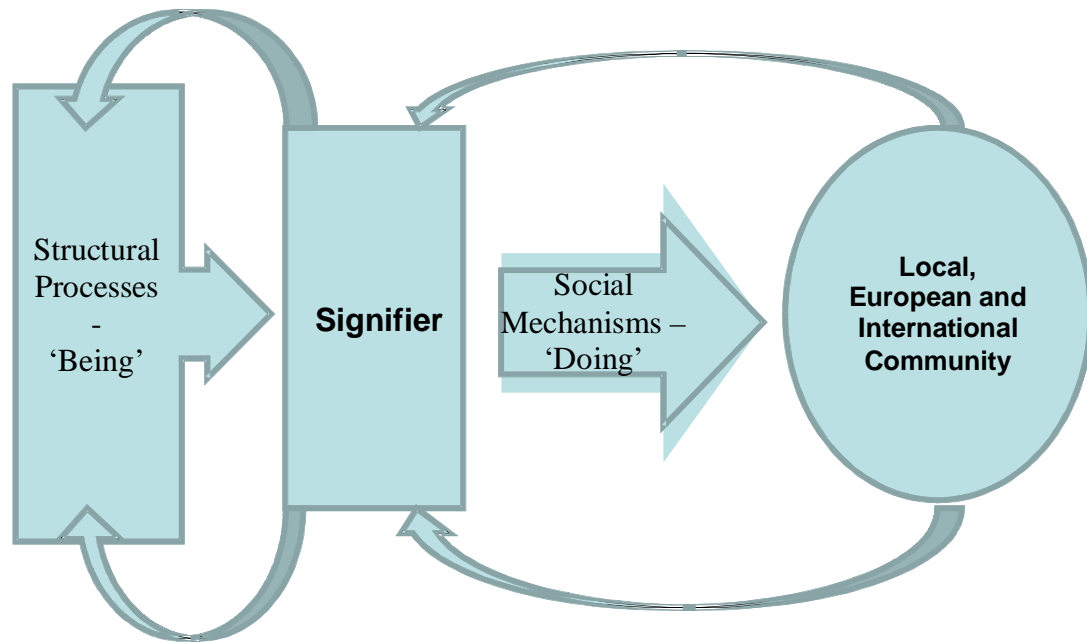 Structural
Processes
-
‘Being’
Signifier
Social
Mechanisms –
‘Doing’
Local,
European and
International
Community